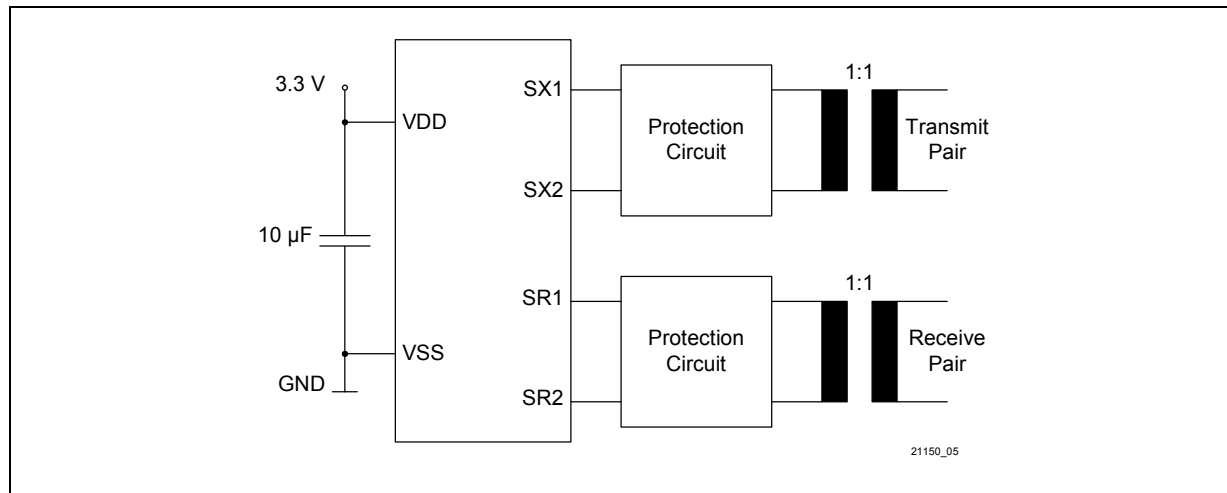 3.3 V
VDD
10 µF
VSS
GND
SX1
SX2
SR1
SR2
Protection
Circuit
1:1
Transmit
Pair
Protection
Circuit
1:1
Receive
Pair
21150_05